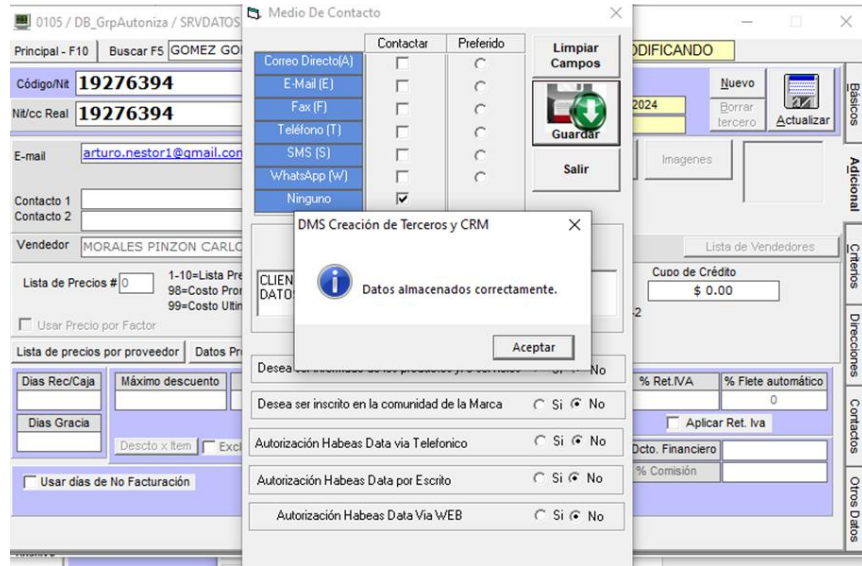 0105 / DB_GrpAutoniza / SRVDATOS
Principal - F10 Buscar F5 GOMEZ GO
Código/Nit 19276394
Nit/cc Real 19276394
E-mail arturo.nestor1@gmail.con
Contacto 1
Contacto 2
Vendedor MORALES PINZON CARLO
Lista de Precios # 0
1-10=Lista Pre
98=Costo Pro
99=Costo Ultin
Usar Precio por Factor
Lista de precios por proveedor Datos Pr
Dias Rec/Caja Máximo descuento
Dias Gracia
Descto x Item Excl
Usar días de No Facturación
Medio De Contacto
Contactar Preferido
Correo Directo(A)
E-Mail (E)
Fax (F)
Teléfono (T)
SMS (S)
WhatsApp (W)
Ninguno
Limpiar
Campos
Guardar
Salir
CLIEN
DATO
DMS Creación de Terceros y CRM
Datos almacenados correctamente.
Aceptar
No
Desea ser inscrito en la comunidad de la Marca Si No
Autorización Habeas Data via Telefonico Si No
Autorización Habeas Data por Escrito Si No
Autorización Habeas Data Via WEB Si No
ODIFICANDO
2024
Nuevo
Borrar
tercero
Actualizar
Imagenes
Lista de Vendedores
Cupo de Crédito
$ 0.00
-2
% Ret.IVA % Flete automático
0
Aplicar Ret. Iva
Dcto. Financiero
% Comisión
Básicos
Adicional
Criterios
Direcciones
Contactos
Otros Datos